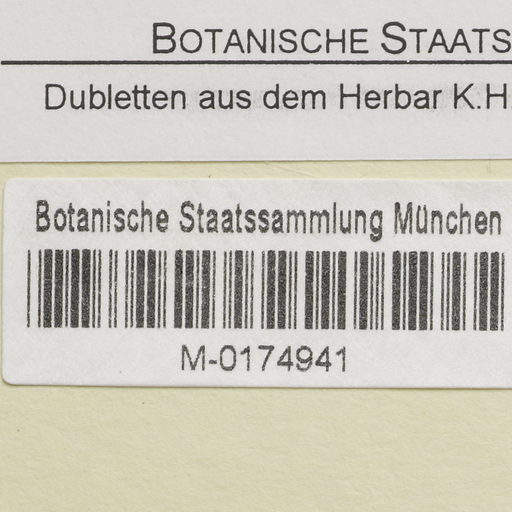 BOTANISCHE STAATS
Dubletten aus dem Herbar K.H.
Botanische Staatssammlung München
M-0174941